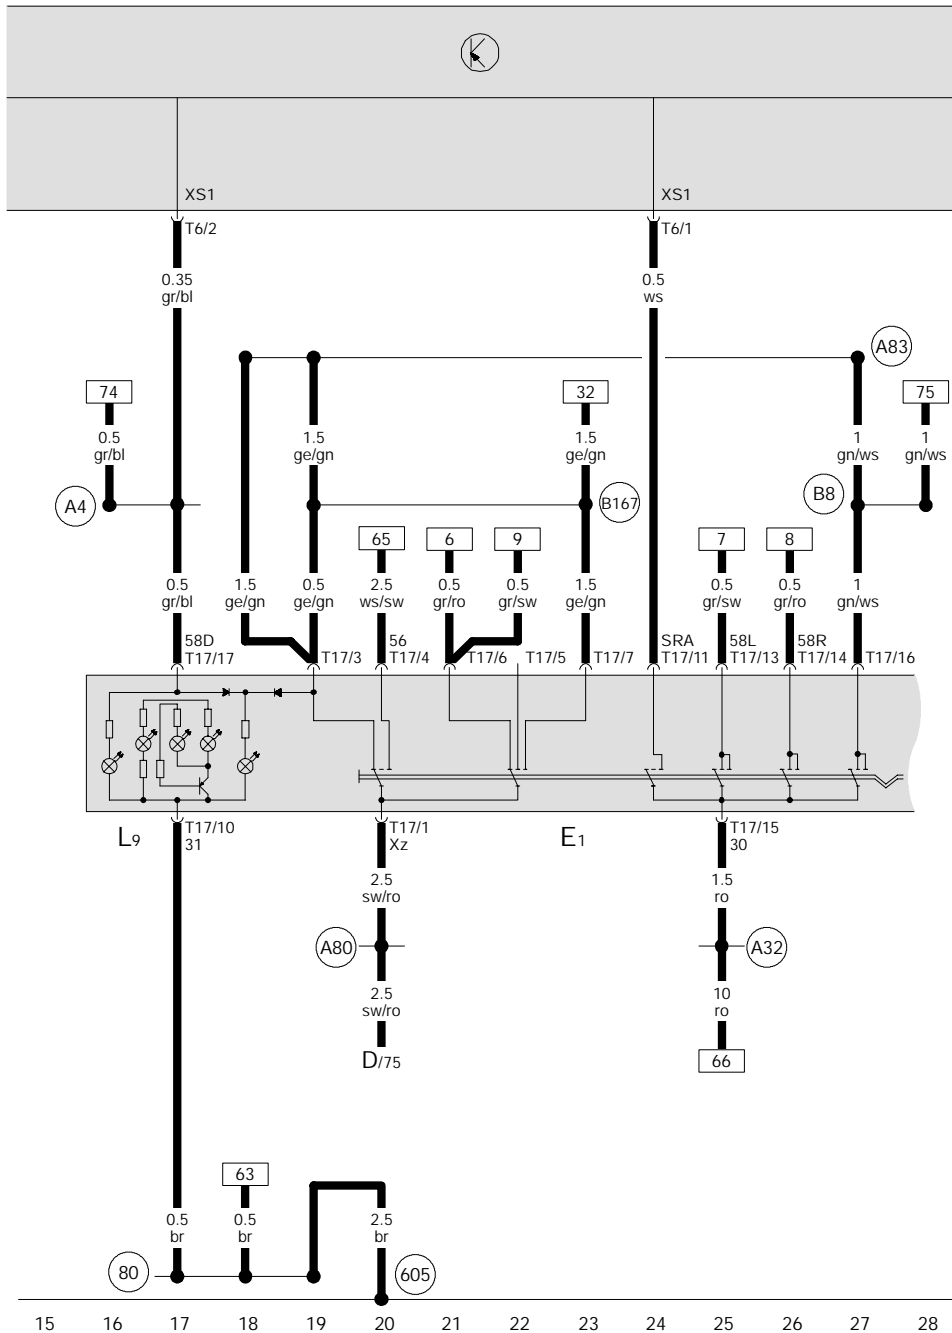 XS1 XS1
T6/2 T6/1
0.35 0.5
gr/bl ws
A83
74 32 75
0.5 1.5 1.5 1 1
gr/bl ge/gn ge/gn gn/ws gn/ws
A4 B167 B8
65 6 9 7 8
0.5 1.5 0.5 2.5 0.5 0.5 1.5 0.5 0.5 1
gr/bl ge/gn ge/gn ws/sw gr/ro gr/sw ge/gn gr/sw gr/ro gn/ws
58D 56 SRA 58L 58R
T17/17 T17/3 T17/4 T17/6 T17/5 T17/7 T17/11 T17/13 T17/14 T17/16
L9 T17/10 T17/1 E1 T17/15
31 Xz 30
2.5 1.5
sw/ro ro
A80 A32
2.5 10
sw/ro ro
D/75 66
63
0.5 0.5 2.5
br br br
80 605
15 16 17 18 19 20 21 22 23 24 25 26 27 28